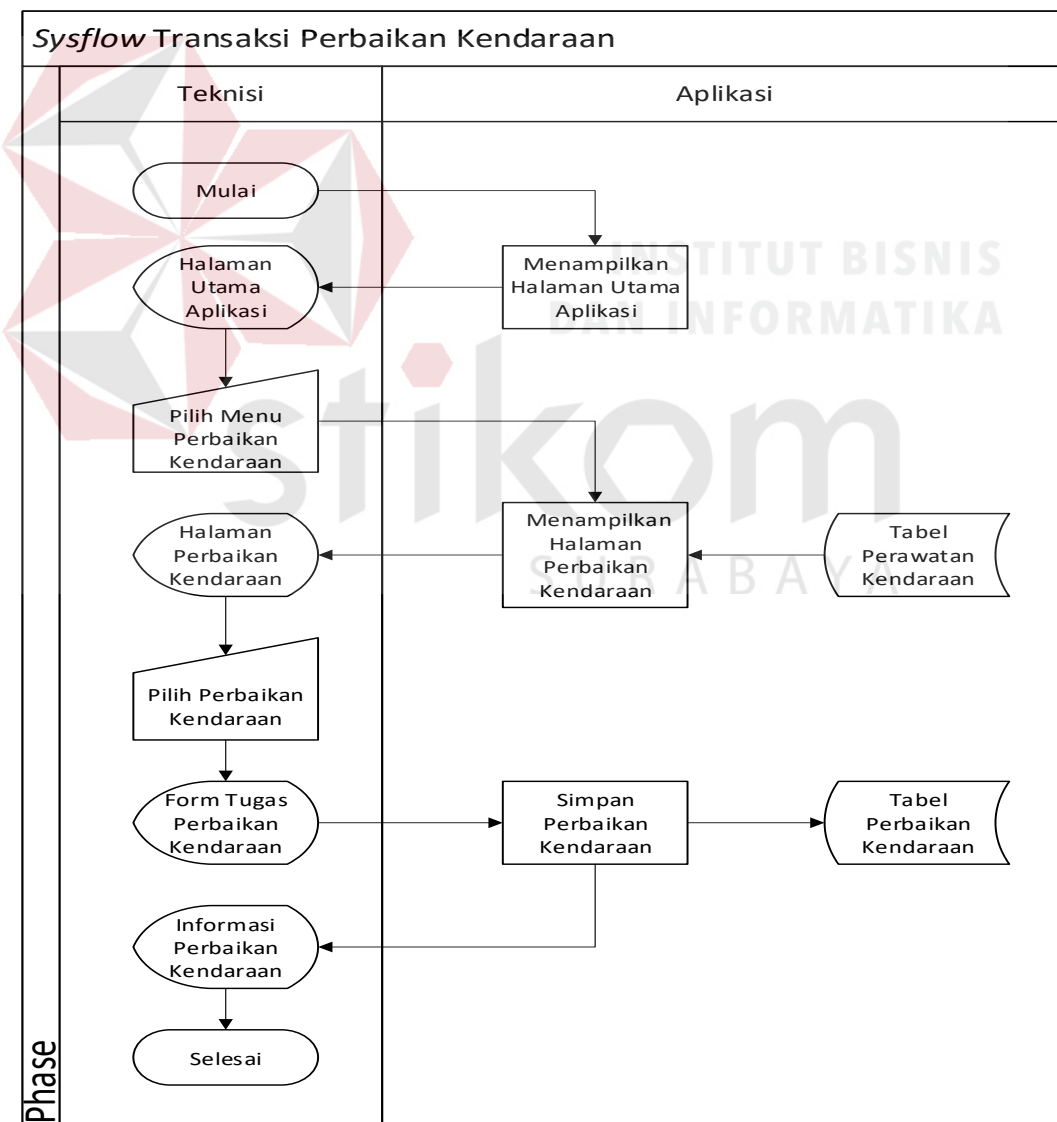 Sysflow Transaksi Perbaikan Kendaraan
Teknisi
Aplikasi
Mulai
Halaman
Utama
Aplikasi
Menampilkan
Halaman Utama
Aplikasi
INSTITUT BISNIS
DAN INFORMATIKA
stikom
SURABAYA
Pilih Menu
Perbaikan
Kendaraan
Halaman
Perbaikan
Kendaraan
Menampilkan
Halaman
Perbaikan
Kendaraan
Tabel
Perawatan
Kendaraan
Pilih Perbaikan
Kendaraan
Form Tugas
Perbaikan
Kendaraan
Simpan
Perbaikan
Kendaraan
Tabel
Perbaikan
Kendaraan
Informasi
Perbaikan
Kendaraan
Selesai
Phase